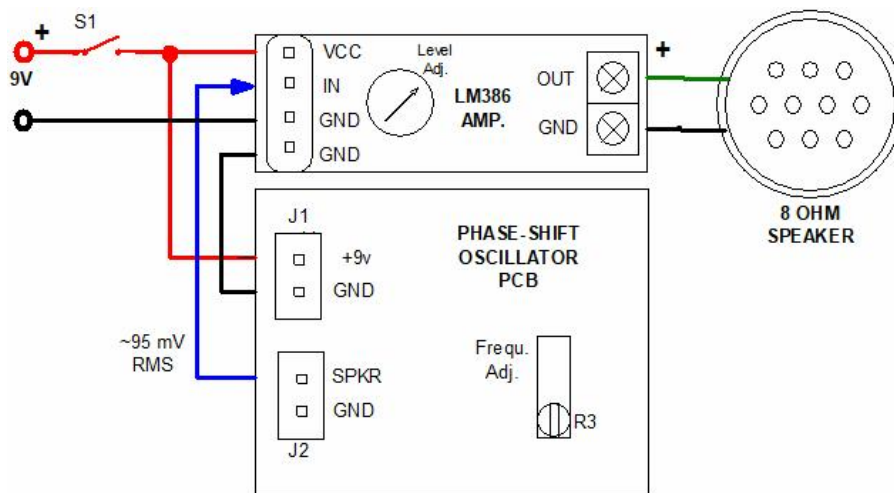 S1
+
9V
VCC
IN
GND
GND
Level
Adj.
LM386
AMP.
OUT
GND
+
8 OHM
SPEAKER
J1
+9v
GND
PHASE-SHIFT
OSCILLATOR
PCB
~95 mV
RMS
SPKR
GND
J2
Frequ.
Adj.
R3